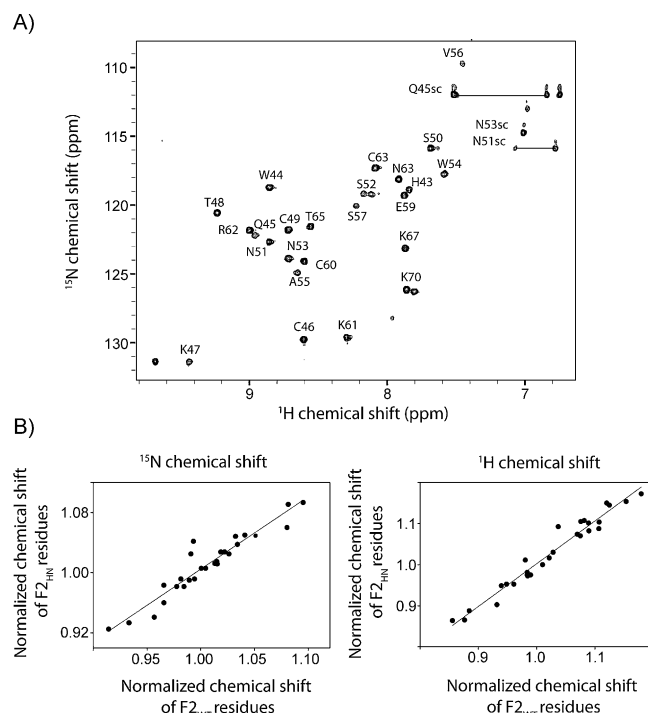 A)
V56
Q45sc
N53sc
N51sc
S50
C63
N63
W54
W44
S52
H43
T48
S57
E59
R62 Q45 C49 T65
N51 N53
K67
C60
A55
K70
C46 K61
K47
110
115
120
125
130
15N chemical shift (ppm)
9 8 7
1H chemical shift (ppm)
B)
15N chemical shift
1H chemical shift
Normalized chemical shift
of F2HN residues
1.08
1.00
0.92
0.95 1.00 1.05 1.10
Normalized chemical shift
of F2 residues
Normalized chemical shift
of F2HN residues
1.1
1.0
0.9
0.9 1.0 1.1
Normalized chemical shift
of F2 residues